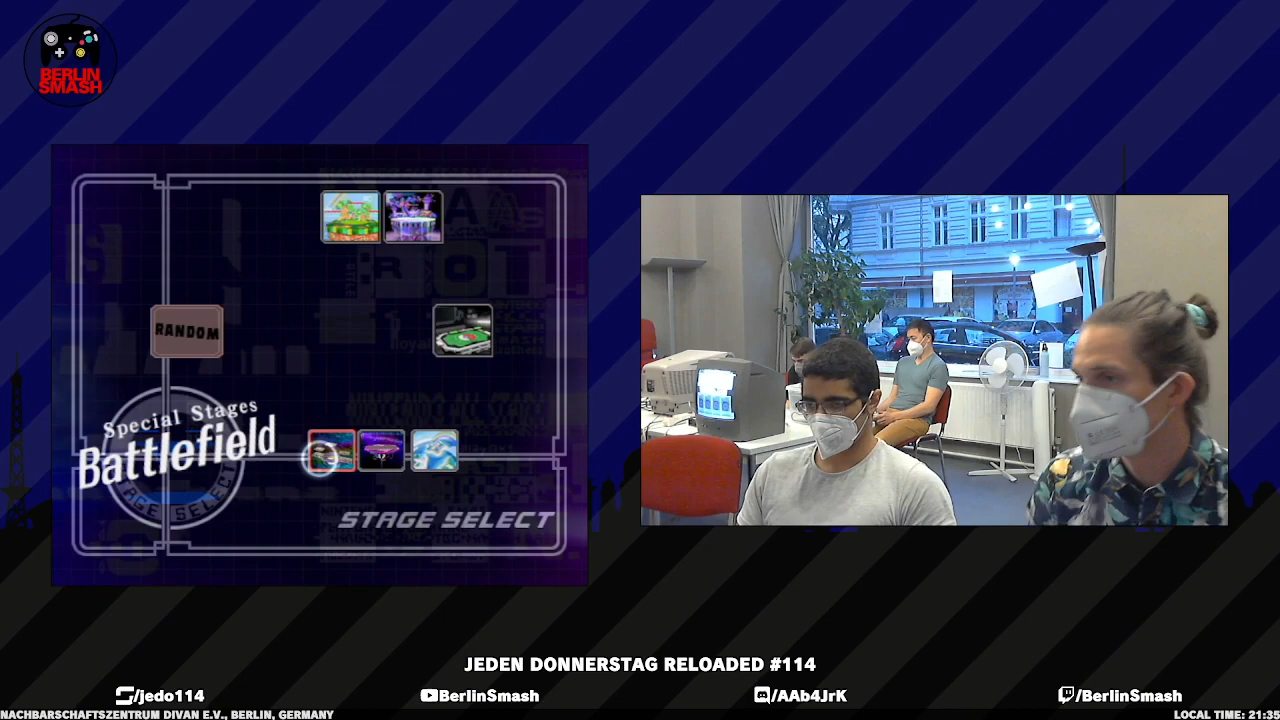 BERLIN
SMASH
RANDOM
Special Stages
Battlefield
STAGE SELECT
JEDEN DONNERSTAG RELOADED #114
/jedo114
BerlinSmash
/AAb4JrK
/BerlinSmash
NACHBARSCHAFTSZENTRUM DIVAN E.V., BERLIN, GERMANY
LOCAL TIME: 21:35